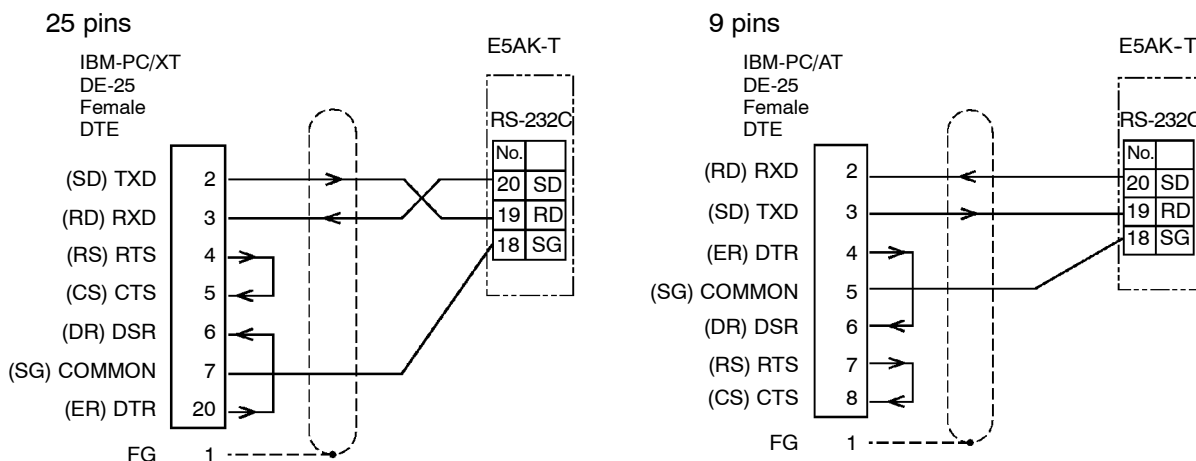 25 pins
IBM-PC/XT
DE-25
Female
DTE
E5AK-T
RS-232C
No.
20 SD
19 RD
18 SG
(SD) TXD 2
(RD) RXD 3
(RS) RTS 4
(CS) CTS 5
(DR) DSR 6
(SG) COMMON 7
(ER) DTR 20
FG 1
9 pins
IBM-PC/AT
DE-25
Female
DTE
E5AK-T
RS-232C
No.
20 SD
19 RD
18 SG
(RD) RXD 2
(SD) TXD 3
(ER) DTR 4
(SG) COMMON 5
(DR) DSR 6
(RS) RTS 7
(CS) CTS 8
FG 1